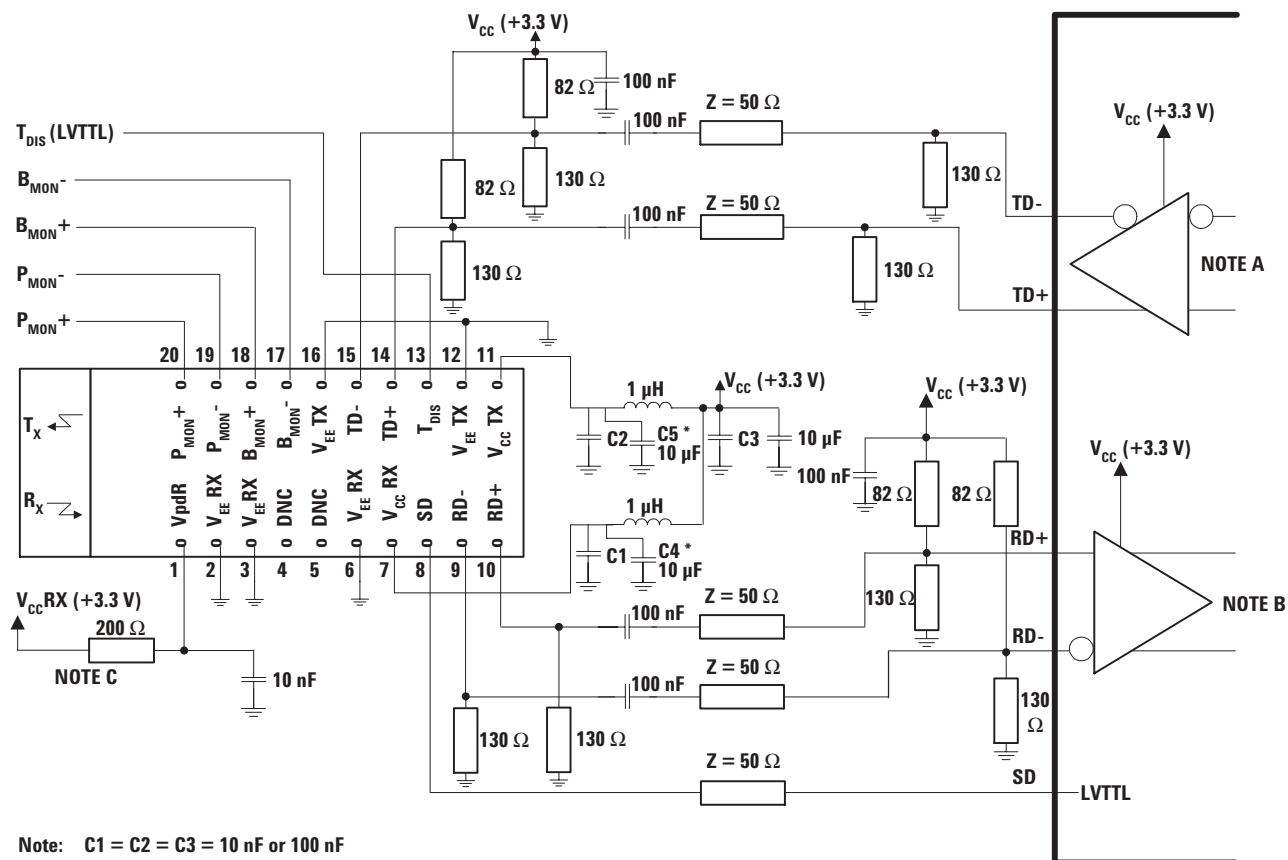 V_CC (+3.3 V)
82 Ω
100 nF
Z = 50 Ω
100 nF
T_DIS (LVTTL)
V_CC (+3.3 V)
B_MON-
82 Ω
130 Ω
130 Ω
100 nF
Z = 50 Ω
TD-
B_MON+
NOTE A
P_MON-
130 Ω
130 Ω
TD+
P_MON+
20 19 18 17 16 15 14 13 12 11
T_X
P_MON+
P_MON-
B_MON+
B_MON-
V_EE TX
TD-
TD+
T_DIS
V_EE TX
V_CC TX
R_X
VpdR
V_EE RX
V_EE RX
DNC
DNC
V_EE RX
V_CC RX
SD
RD-
RD+
1 2 3 4 5 6 7 8 9 10
1 µH
V_CC (+3.3 V)
C2
C5 *
10 µF
C3
10 µF
1 µH
C1
C4 *
10 µF
V_CC (+3.3 V)
100 nF
82 Ω
82 Ω
V_CC (+3.3 V)
RD+
130 Ω
NOTE B
RD-
130
Ω
V_CCRX (+3.3 V)
200 Ω
NOTE C
10 nF
100 nF
Z = 50 Ω
100 nF
Z = 50 Ω
130 Ω
130 Ω
Z = 50 Ω
SD
LVTTL
Note: C1 = C2 = C3 = 10 nF or 100 nF